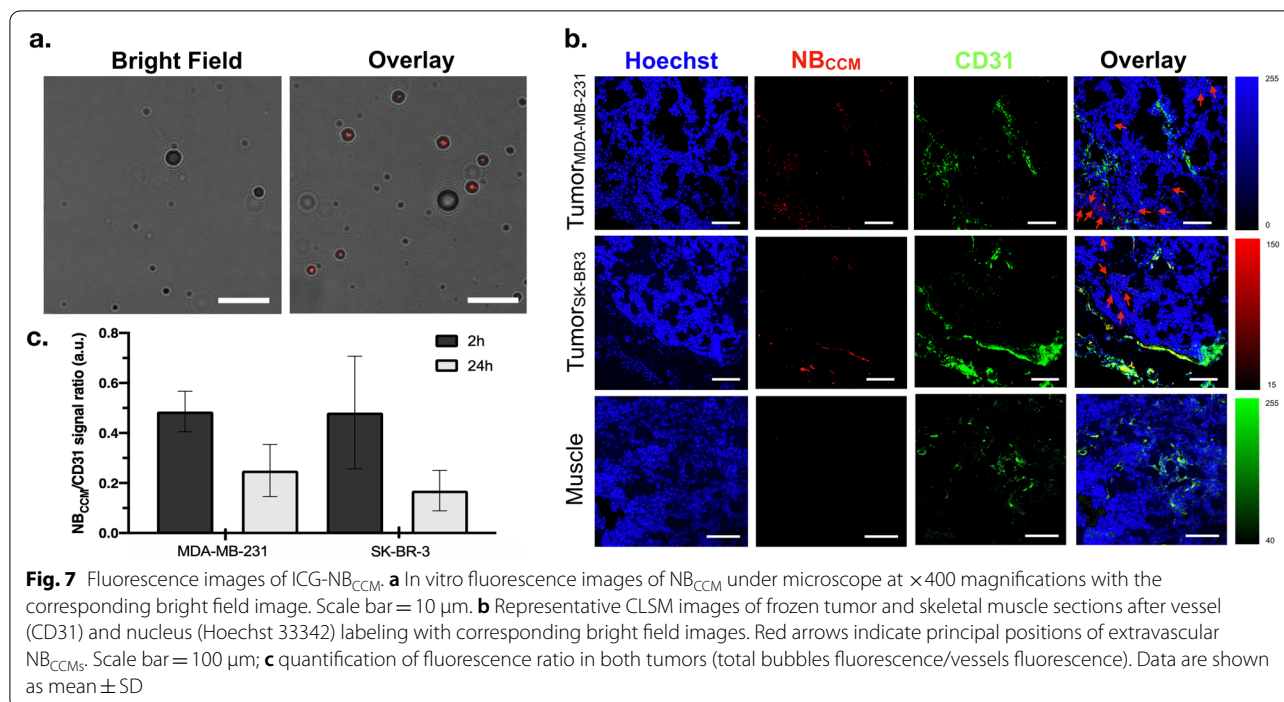 a.
Bright Field
Overlay
b.
Hoechst
NBCCM
CD31
Overlay
TumorMDA-MB-231
TumorSK-BR3
Muscle
255
0
150
15
255
40
c.
NBCCM/CD31 signal ratio (a.u.)
0.8
0.6
0.4
0.2
0.0
2h
24h
MDA-MB-231
SK-BR-3
Fig. 7 Fluorescence images of ICG-NBCCM. a In vitro fluorescence images of NBCCM under microscope at ×400 magnifications with the
corresponding bright field image. Scale bar = 10 μm. b Representative CLSM images of frozen tumor and skeletal muscle sections after vessel
(CD31) and nucleus (Hoechst 33342) labeling with corresponding bright field images. Red arrows indicate principal positions of extravascular
NBCCMs. Scale bar = 100 μm; c quantification of fluorescence ratio in both tumors (total bubbles fluorescence/vessels fluorescence). Data are shown
as mean ± SD